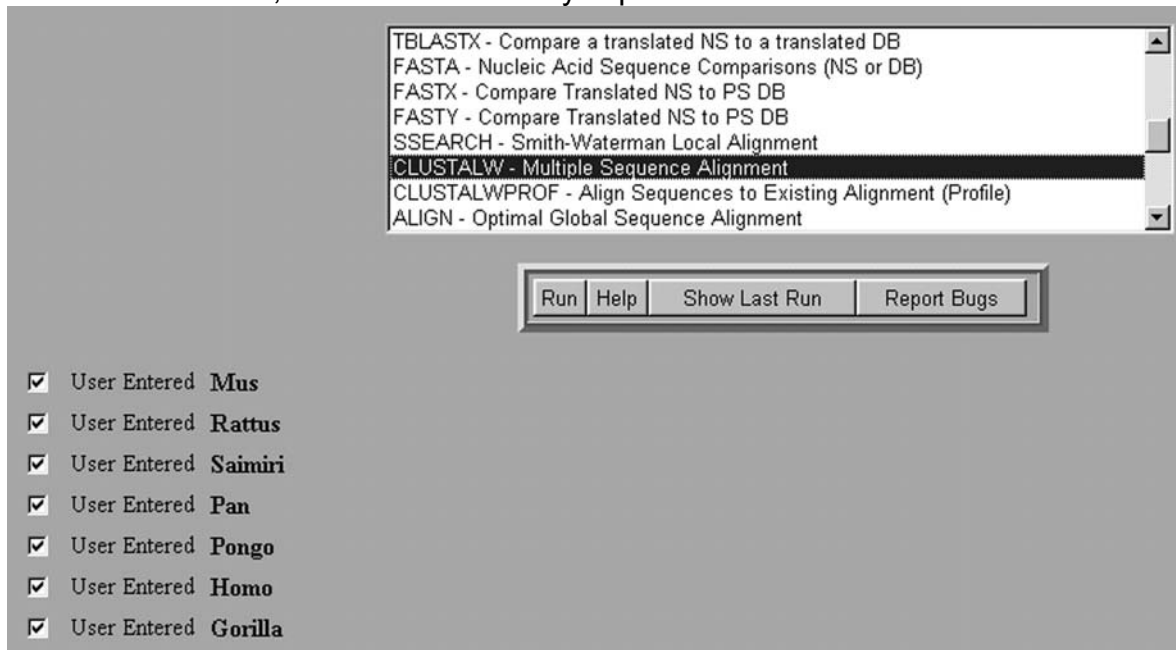 TBLASTX - Compare a translated NS to a translated DB
FASTA - Nucleic Acid Sequence Comparisons (NS or DB)
FASTX - Compare Translated NS to PS DB
FASTY - Compare Translated NS to PS DB
SSEARCH - Smith-Waterman Local Alignment
CLUSTALW - Multiple Sequence Alignment
CLUSTALWPROF - Align Sequences to Existing Alignment (Profile)
ALIGN - Optimal Global Sequence Alignment
Run Help Show Last Run Report Bugs
User Entered Mus
User Entered Rattus
User Entered Saimiri
User Entered Pan
User Entered Pongo
User Entered Homo
User Entered Gorilla